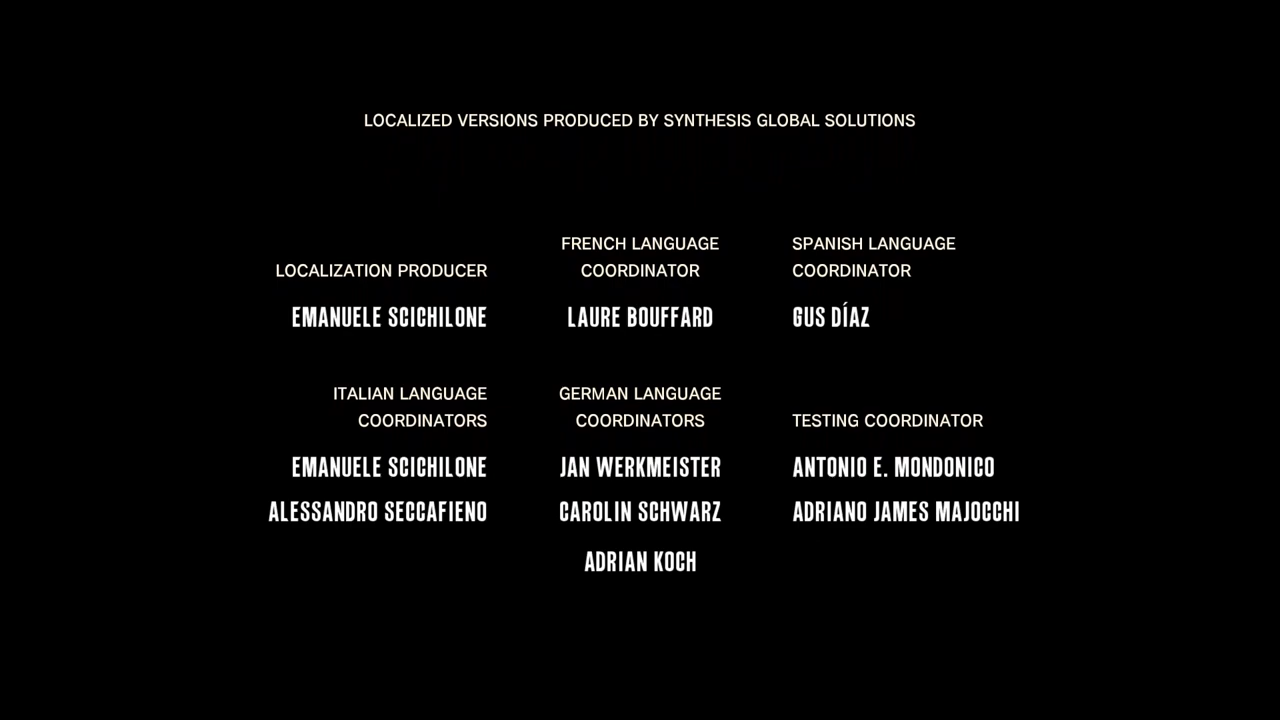 LOCALIZED VERSIONS PRODUCED BY SYNTHESIS GLOBAL SOLUTIONS
LOCALIZATION PRODUCER
EMANUELE SCICHILONE
FRENCH LANGUAGE
COORDINATOR
LAURE BOUFFARD
SPANISH LANGUAGE
COORDINATOR
GUS DÍAZ
ITALIAN LANGUAGE
COORDINATORS
EMANUELE SCICHILONE
ALESSANDRO SECCAFIENO
GERMAN LANGUAGE
COORDINATORS
JAN WERKMEISTER
CAROLIN SCHWARZ
ADRIAN KOCH
TESTING COORDINATOR
ANTONIO E. MONDONICO
ADRIANO JAMES MAJOCCHI